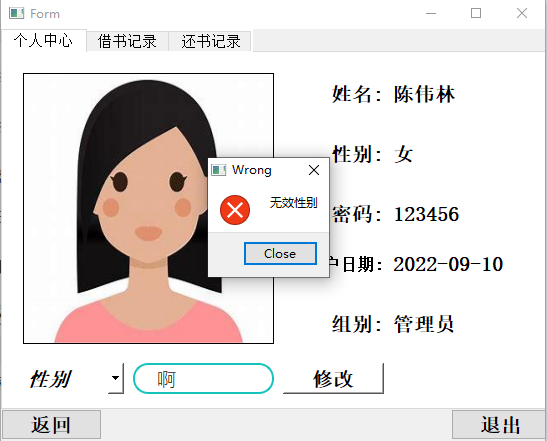 Form
个人中心 借书记录 还书记录
姓名: 陈伟林
性别: 女
Wrong
无效性别
密码: 123456
Close
户日期: 2022-09-10
组别: 管理员
性别 啊 修改
返回 退出